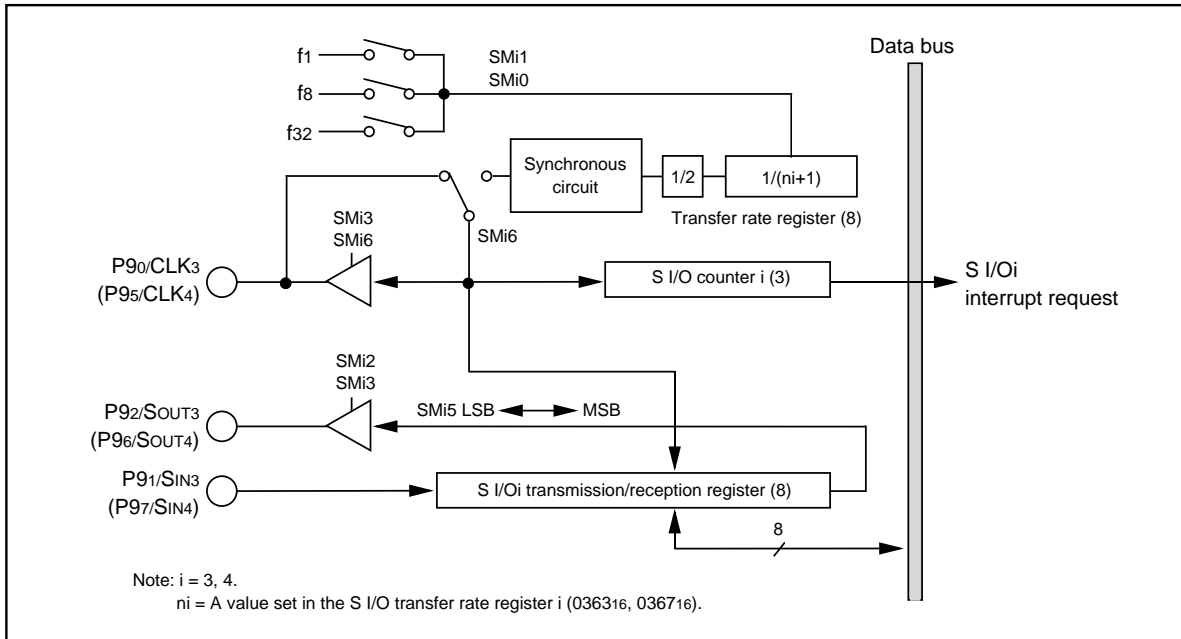 Data bus
f1
SMi1
SMi0
f8
f32
Synchronous
circuit
1/2
1/(ni+1)
Transfer rate register (8)
SMi3
SMi6
SMi6
P90/CLK3
(P95/CLK4)
S I/O counter i (3)
S I/Oi
interrupt request
SMi2
SMi3
SMi5 LSB
MSB
P92/SOUT3
(P96/SOUT4)
P91/SIN3
(P97/SIN4)
S I/Oi transmission/reception register (8)
8
Note: i = 3, 4.
ni = A value set in the S I/O transfer rate register i (036316, 036716).